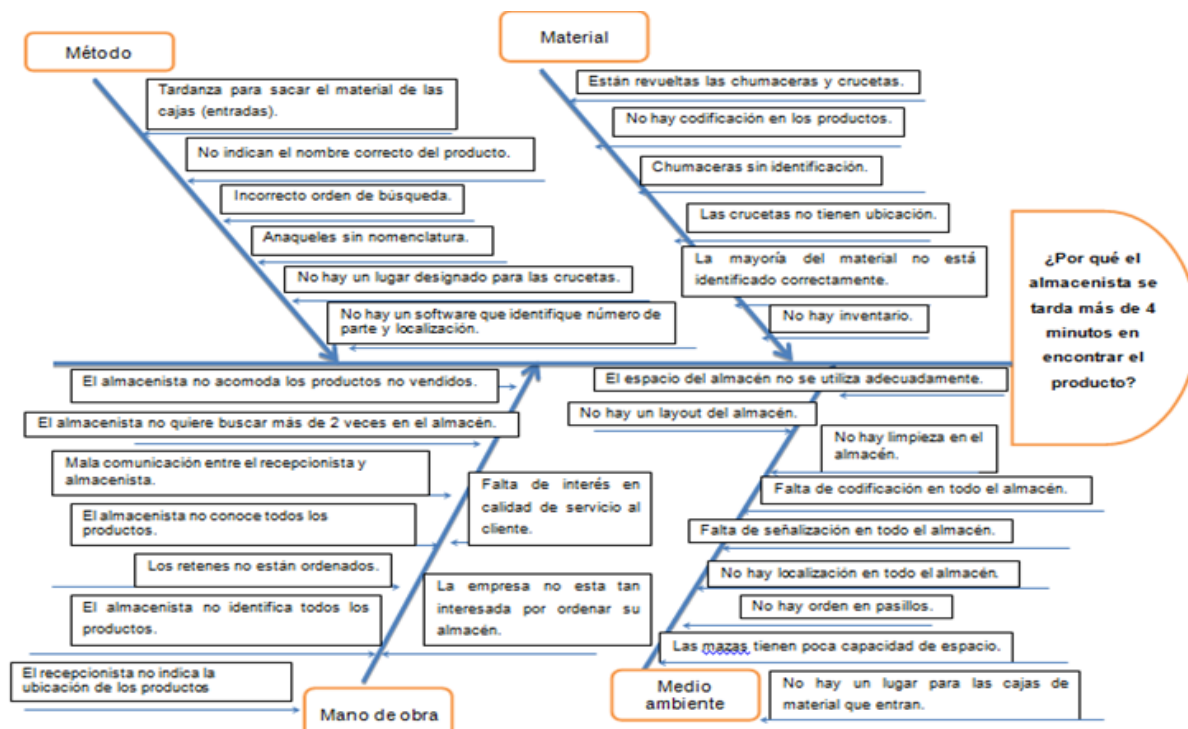 Método
Tardanza para sacar el material de las
cajas (entradas).
No indican el nombre correcto del producto.
Incorrecto orden de búsqueda.
Anaqueles sin nomenclatura.
No hay un lugar designado para las crucetas.
No hay un software que identifique número de
parte y localización.
Material
Están revueltas las chumaceras y crucetas.
No hay codificación en los productos.
Chumaceras sin identificación.
Las crucetas no tienen ubicación.
La mayoría del material no está
identificado correctamente.
No hay inventario.
¿Por qué el
almacenista se
tarda más de 4
minutos en
encontrar el
producto?
El almacenista no acomoda los productos no vendidos.
El almacenista no quiere buscar más de 2 veces en el almacén.
Mala comunicación entre el recepcionista y
almacenista.
El almacenista no conoce todos los
productos.
Los retenes no están ordenados.
El almacenista no identifica todos los
productos.
El recepcionista no indica la
ubicación de los productos
Falta de interés en
calidad de servicio al
cliente.
La empresa no esta tan
interesada por ordenar su
almacén.
Mano de obra
El espacio del almacén no se utiliza adecuadamente.
No hay un layout del almacén.
No hay limpieza en el
almacén.
Falta de codificación en todo el almacén.
Falta de señalización en todo el almacén.
No hay localización en todo el almacén.
No hay orden en pasillos.
Las mazas tienen poca capacidad de espacio.
No hay un lugar para las cajas de
material que entran.
Medio
ambiente